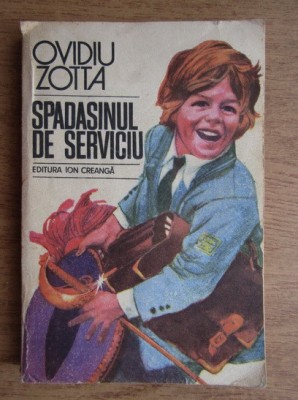 OVIDIU
ZOTTA
SPADASINUL
DE SERVICIU
EDITURA ION CREANGĂ